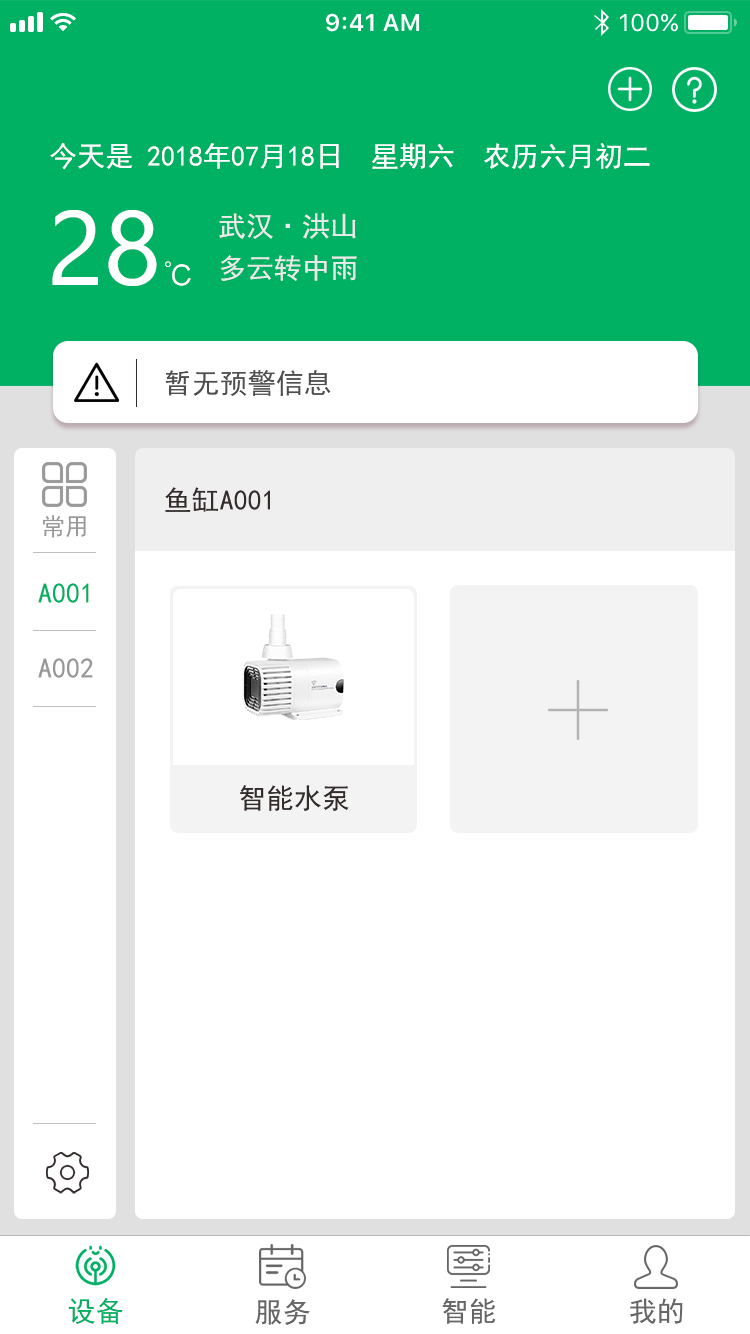 9:41 AM
100%
今天是 2018年07月18日 星期六 农历六月初二
28℃
武汉·洪山
多云转中雨
暂无预警信息
常用
A001
A002
鱼缸A001
智能水泵
设备
服务
智能
我的